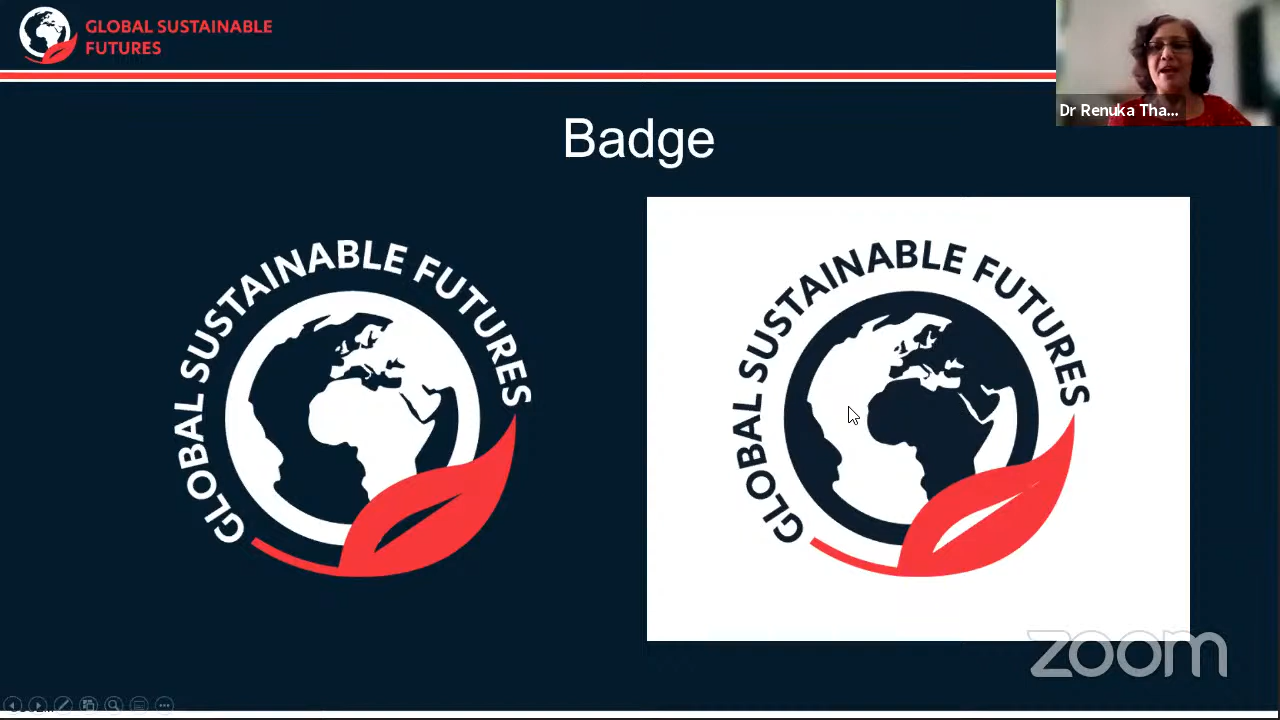 GLOBAL SUSTAINABLE
FUTURES
Dr Renuka Tha...
Badge
GLOBAL SUSTAINABLE FUTURES
GLOBAL SUSTAINABLE FUTURES
zoom